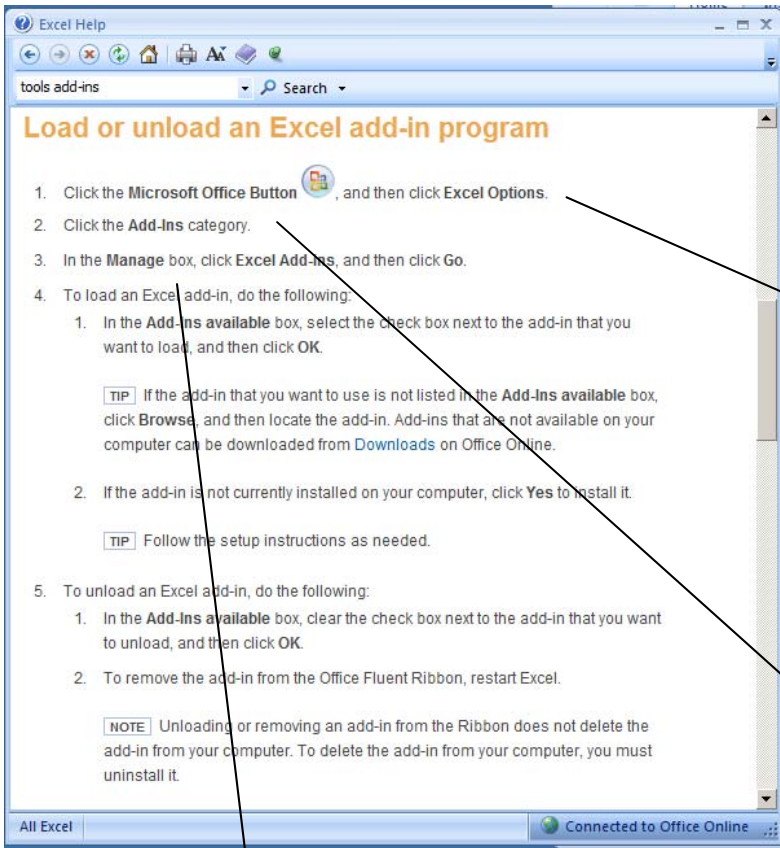 Excel Help
tools add-ins
Search
Load or unload an Excel add-in program
1. Click the Microsoft Office Button , and then click Excel Options.
2. Click the Add-Ins category.
3. In the Manage box, click Excel Add-Ins, and then click Go.
4. To load an Excel add-in, do the following:
1. In the Add-Ins available box, select the check box next to the add-in that you
want to load, and then click OK.
TIP If the add-in that you want to use is not listed in the Add-Ins available box,
click Browse, and then locate the add-in. Add-ins that are not available on your
computer can be downloaded from Downloads on Office Online.
2. If the add-in is not currently installed on your computer, click Yes to install it.
TIP Follow the setup instructions as needed.
5. To unload an Excel add-in, do the following:
1. In the Add-Ins available box, clear the check box next to the add-in that you want
to unload, and then click OK.
2. To remove the add-in from the Office Fluent Ribbon, restart Excel.
NOTE Unloading or removing an add-in from the Ribbon does not delete the
add-in from your computer. To delete the add-in from your computer, you must
uninstall it.
All Excel
Connected to Office Online